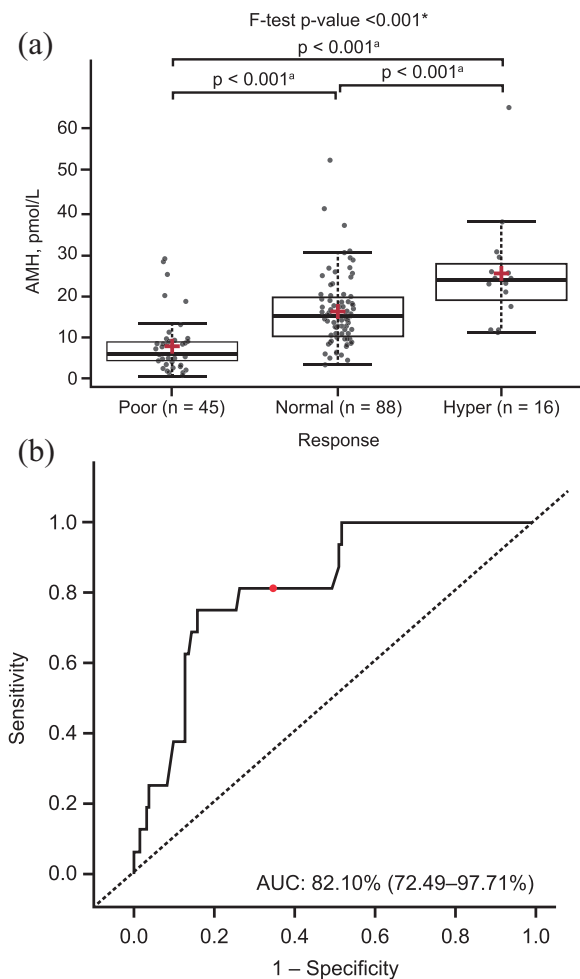 (a)
F-test p-value <0.001*
p < 0.001ᵃ
p < 0.001ᵃ
p < 0.001ᵃ
AMH, pmol/L
60
50
40
30
20
10
0
Poor (n = 45)
Normal (n = 88)
Hyper (n = 16)
Response
(b)
Sensitivity
1.0
0.8
0.6
0.4
0.2
0.0
AUC: 82.10% (72.49–97.71%)
0.0
0.2
0.4
0.6
0.8
1.0
1 – Specificity